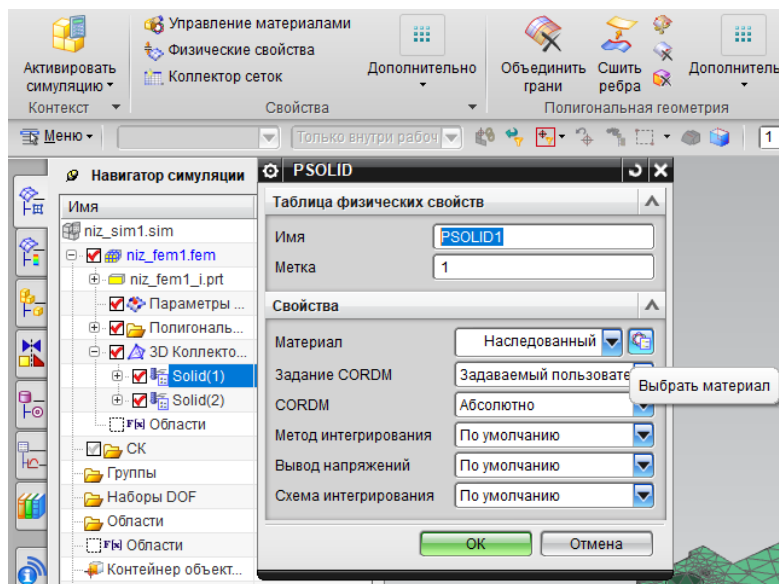 Управление материалами
Физические свойства
Коллектор сеток
Активировать симуляцию
Дополнительно
Объединить грани
Сшить ребра
Дополнитель
Контекст
Свойства
Полигональная геометрия
Меню
Только внутри рабоч
1
Навигатор симуляции
Имя
niz_sim1.sim
niz_fem1.fem
niz_fem1_i.prt
Параметры ...
Полигональ...
3D Коллекто...
Solid(1)
Solid(2)
Области
СК
Группы
Наборы DOF
Области
Области
Контейнер объект...
PSOLID
Таблица физических свойств
Имя
PSOLID1
Метка
1
Свойства
Материал
Наследованный
Задание CORDM
Задаваемый пользовате
Выбрать материал
CORDM
Абсолютно
Метод интегрирования
По умолчанию
Вывод напряжений
По умолчанию
Схема интегрирования
По умолчанию
ОК
Отмена